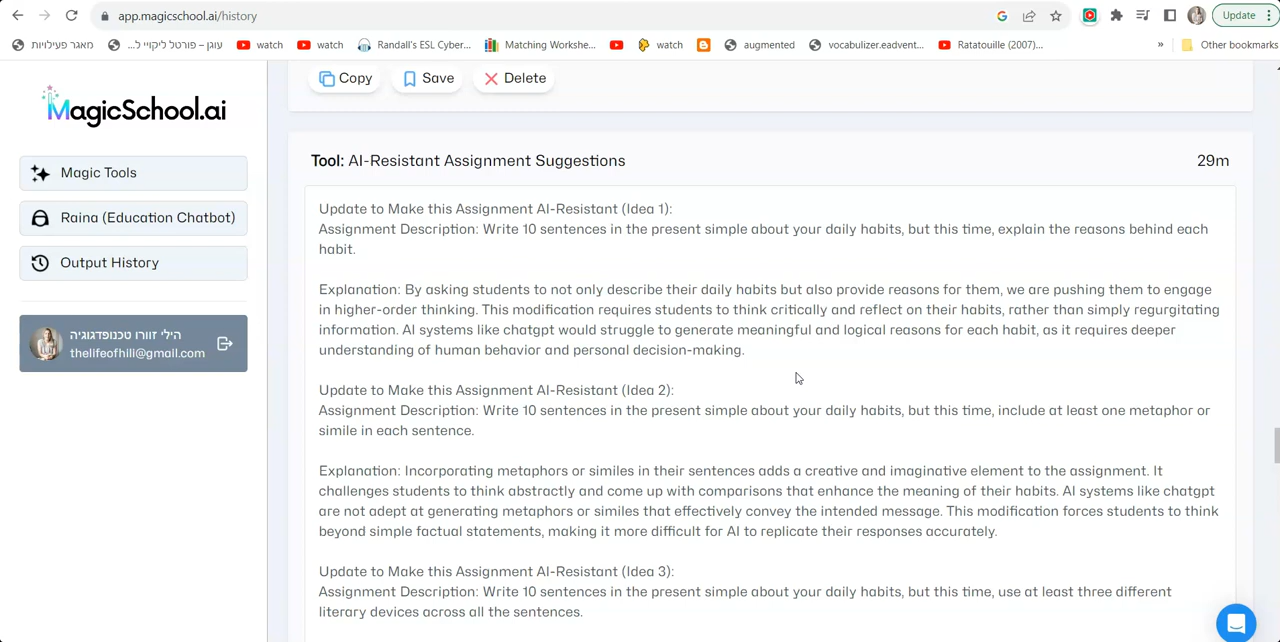 app.magicschool.ai/history
Update
מאגר פעילויות
עוגן – פורטל ליקויי ל...
watch
watch
Randall's ESL Cyber...
Matching Workshe...
watch
augmented
vocabulizer.eadvent...
Ratatouille (2007)...
»
Other bookmarks
MagicSchool.ai
Magic Tools
Raina (Education Chatbot)
Output History
הילי זוורו טכנופדגוגיה
thelifeofhili@gmail.com
Copy
Save
Delete
Tool: AI-Resistant Assignment Suggestions
29m
Update to Make this Assignment AI-Resistant (Idea 1):
Assignment Description: Write 10 sentences in the present simple about your daily habits, but this time, explain the reasons behind each
habit.
Explanation: By asking students to not only describe their daily habits but also provide reasons for them, we are pushing them to engage
in higher-order thinking. This modification requires students to think critically and reflect on their habits, rather than simply regurgitating
information. AI systems like chatgpt would struggle to generate meaningful and logical reasons for each habit, as it requires deeper
understanding of human behavior and personal decision-making.
Update to Make this Assignment AI-Resistant (Idea 2):
Assignment Description: Write 10 sentences in the present simple about your daily habits, but this time, include at least one metaphor or
simile in each sentence.
Explanation: Incorporating metaphors or similes in their sentences adds a creative and imaginative element to the assignment. It
challenges students to think abstractly and come up with comparisons that enhance the meaning of their habits. AI systems like chatgpt
are not adept at generating metaphors or similes that effectively convey the intended message. This modification forces students to think
beyond simple factual statements, making it more difficult for AI to replicate their responses accurately.
Update to Make this Assignment AI-Resistant (Idea 3):
Assignment Description: Write 10 sentences in the present simple about your daily habits, but this time, use at least three different
literary devices across all the sentences.